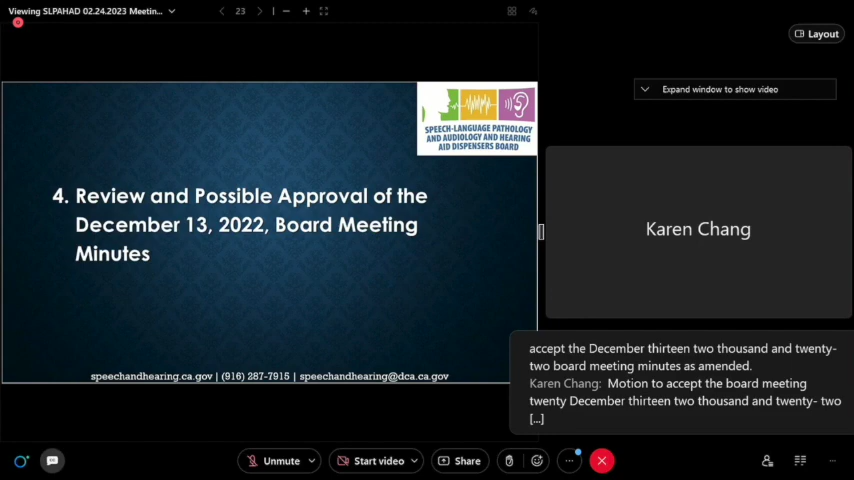 Viewing SLPAHAD 02.24.2023 Meetin...
23
Layout
Expand window to show video
SPEECH-LANGUAGE PATHOLOGY
AND AUDIOLOGY AND HEARING
AID DISPENSERS BOARD
4. Review and Possible Approval of the
December 13, 2022, Board Meeting
Minutes
speechandhearing.ca.gov | (916) 287-7915 | speechandhearing@dca.ca.gov
Karen Chang
accept the December thirteen two thousand and twenty-
two board meeting minutes as amended.
Karen Chang: Motion to accept the board meeting
twenty December thirteen two thousand and twenty- two
[...]
Unmute
Start video
Share